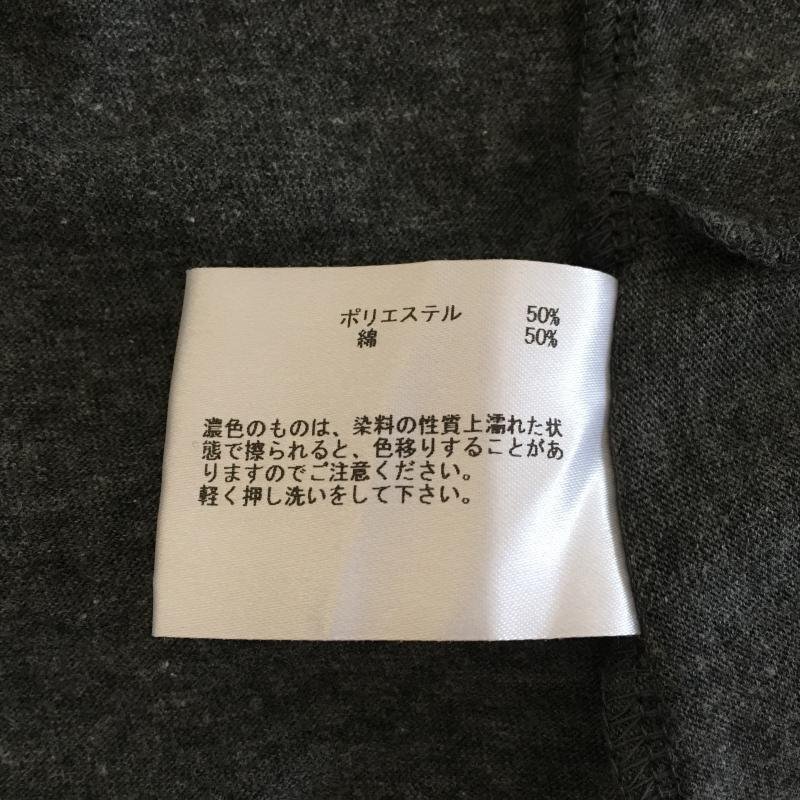 ポリエステル 50%
綿 50%
濃色のものは、染料の性質上濡れた状
態で擦られると、色移りすることがあ
りますのでご注意ください。
軽く押し洗いをして下さい。